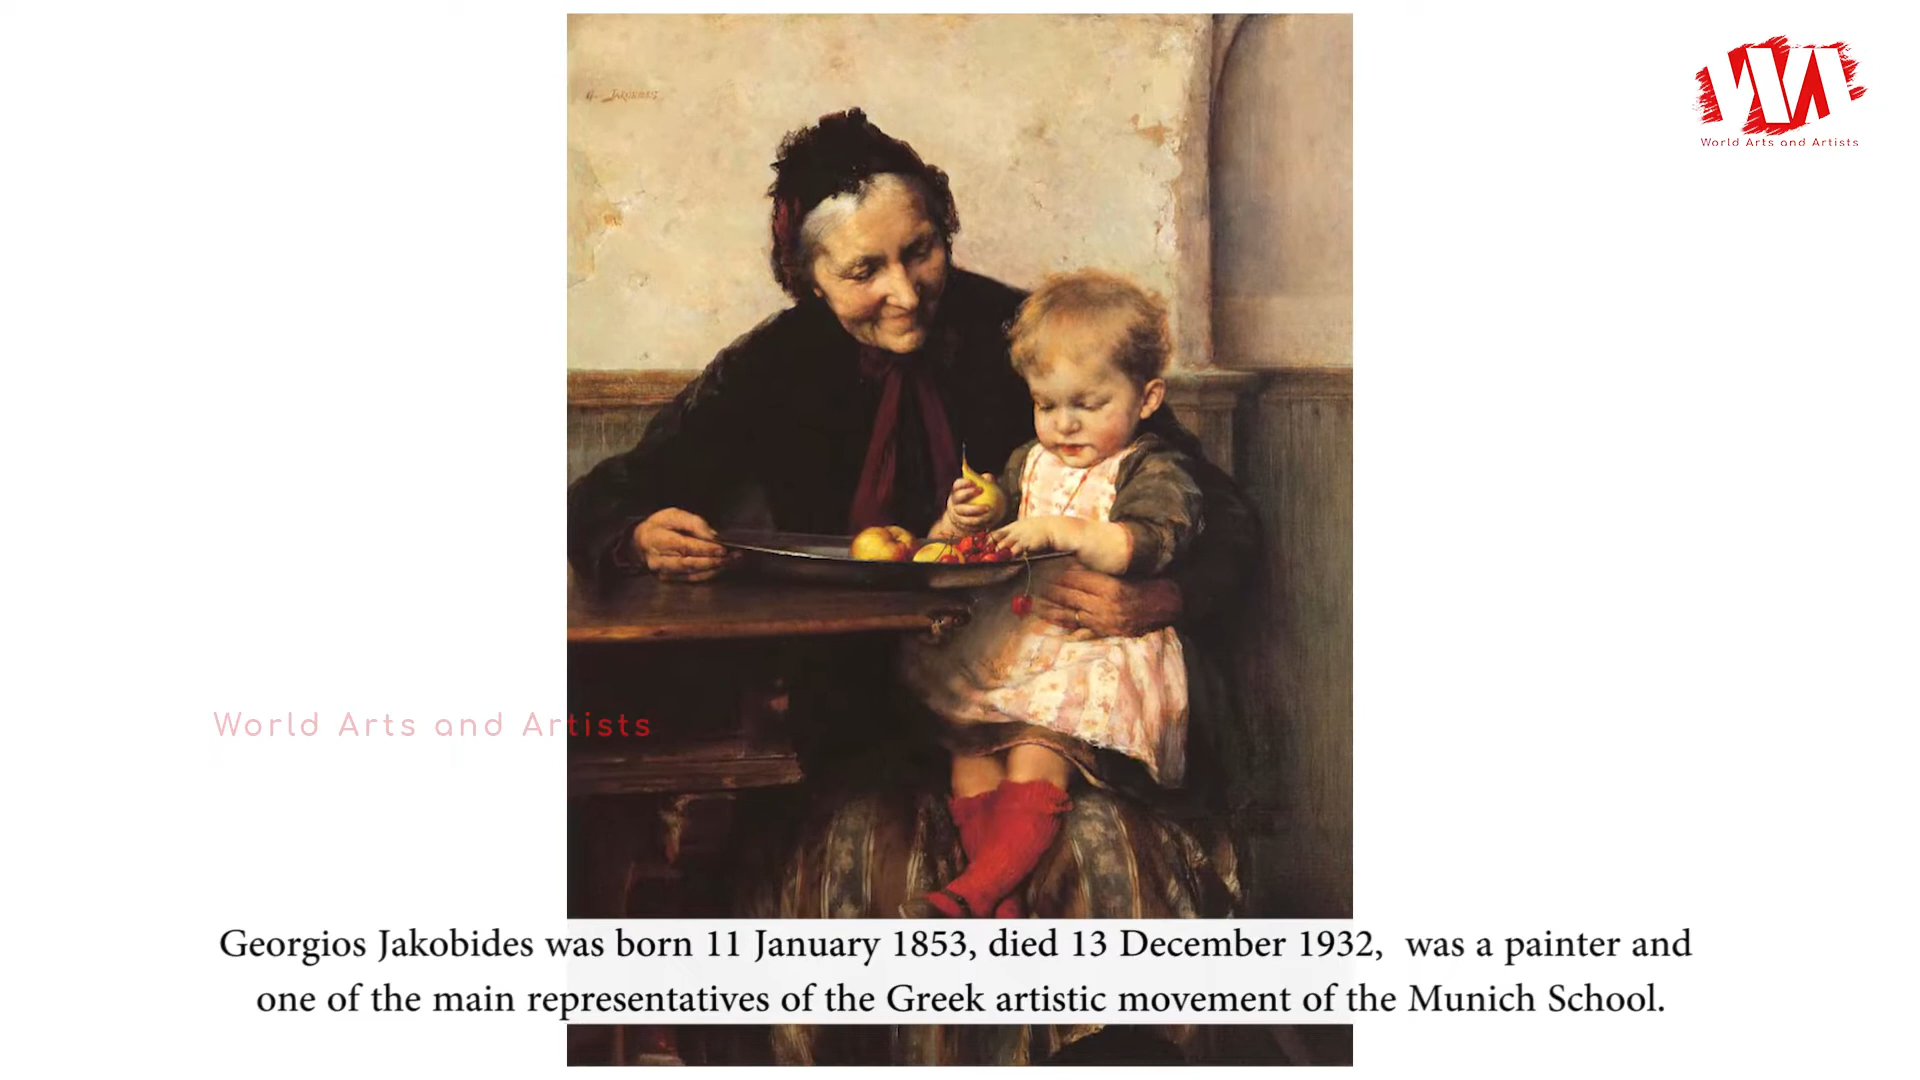 World Arts and Artists
World Arts and Artists
Georgios Jakobides was born 11 January 1853, died 13 December 1932, was a painter and
one of the main representatives of the Greek artistic movement of the Munich School.